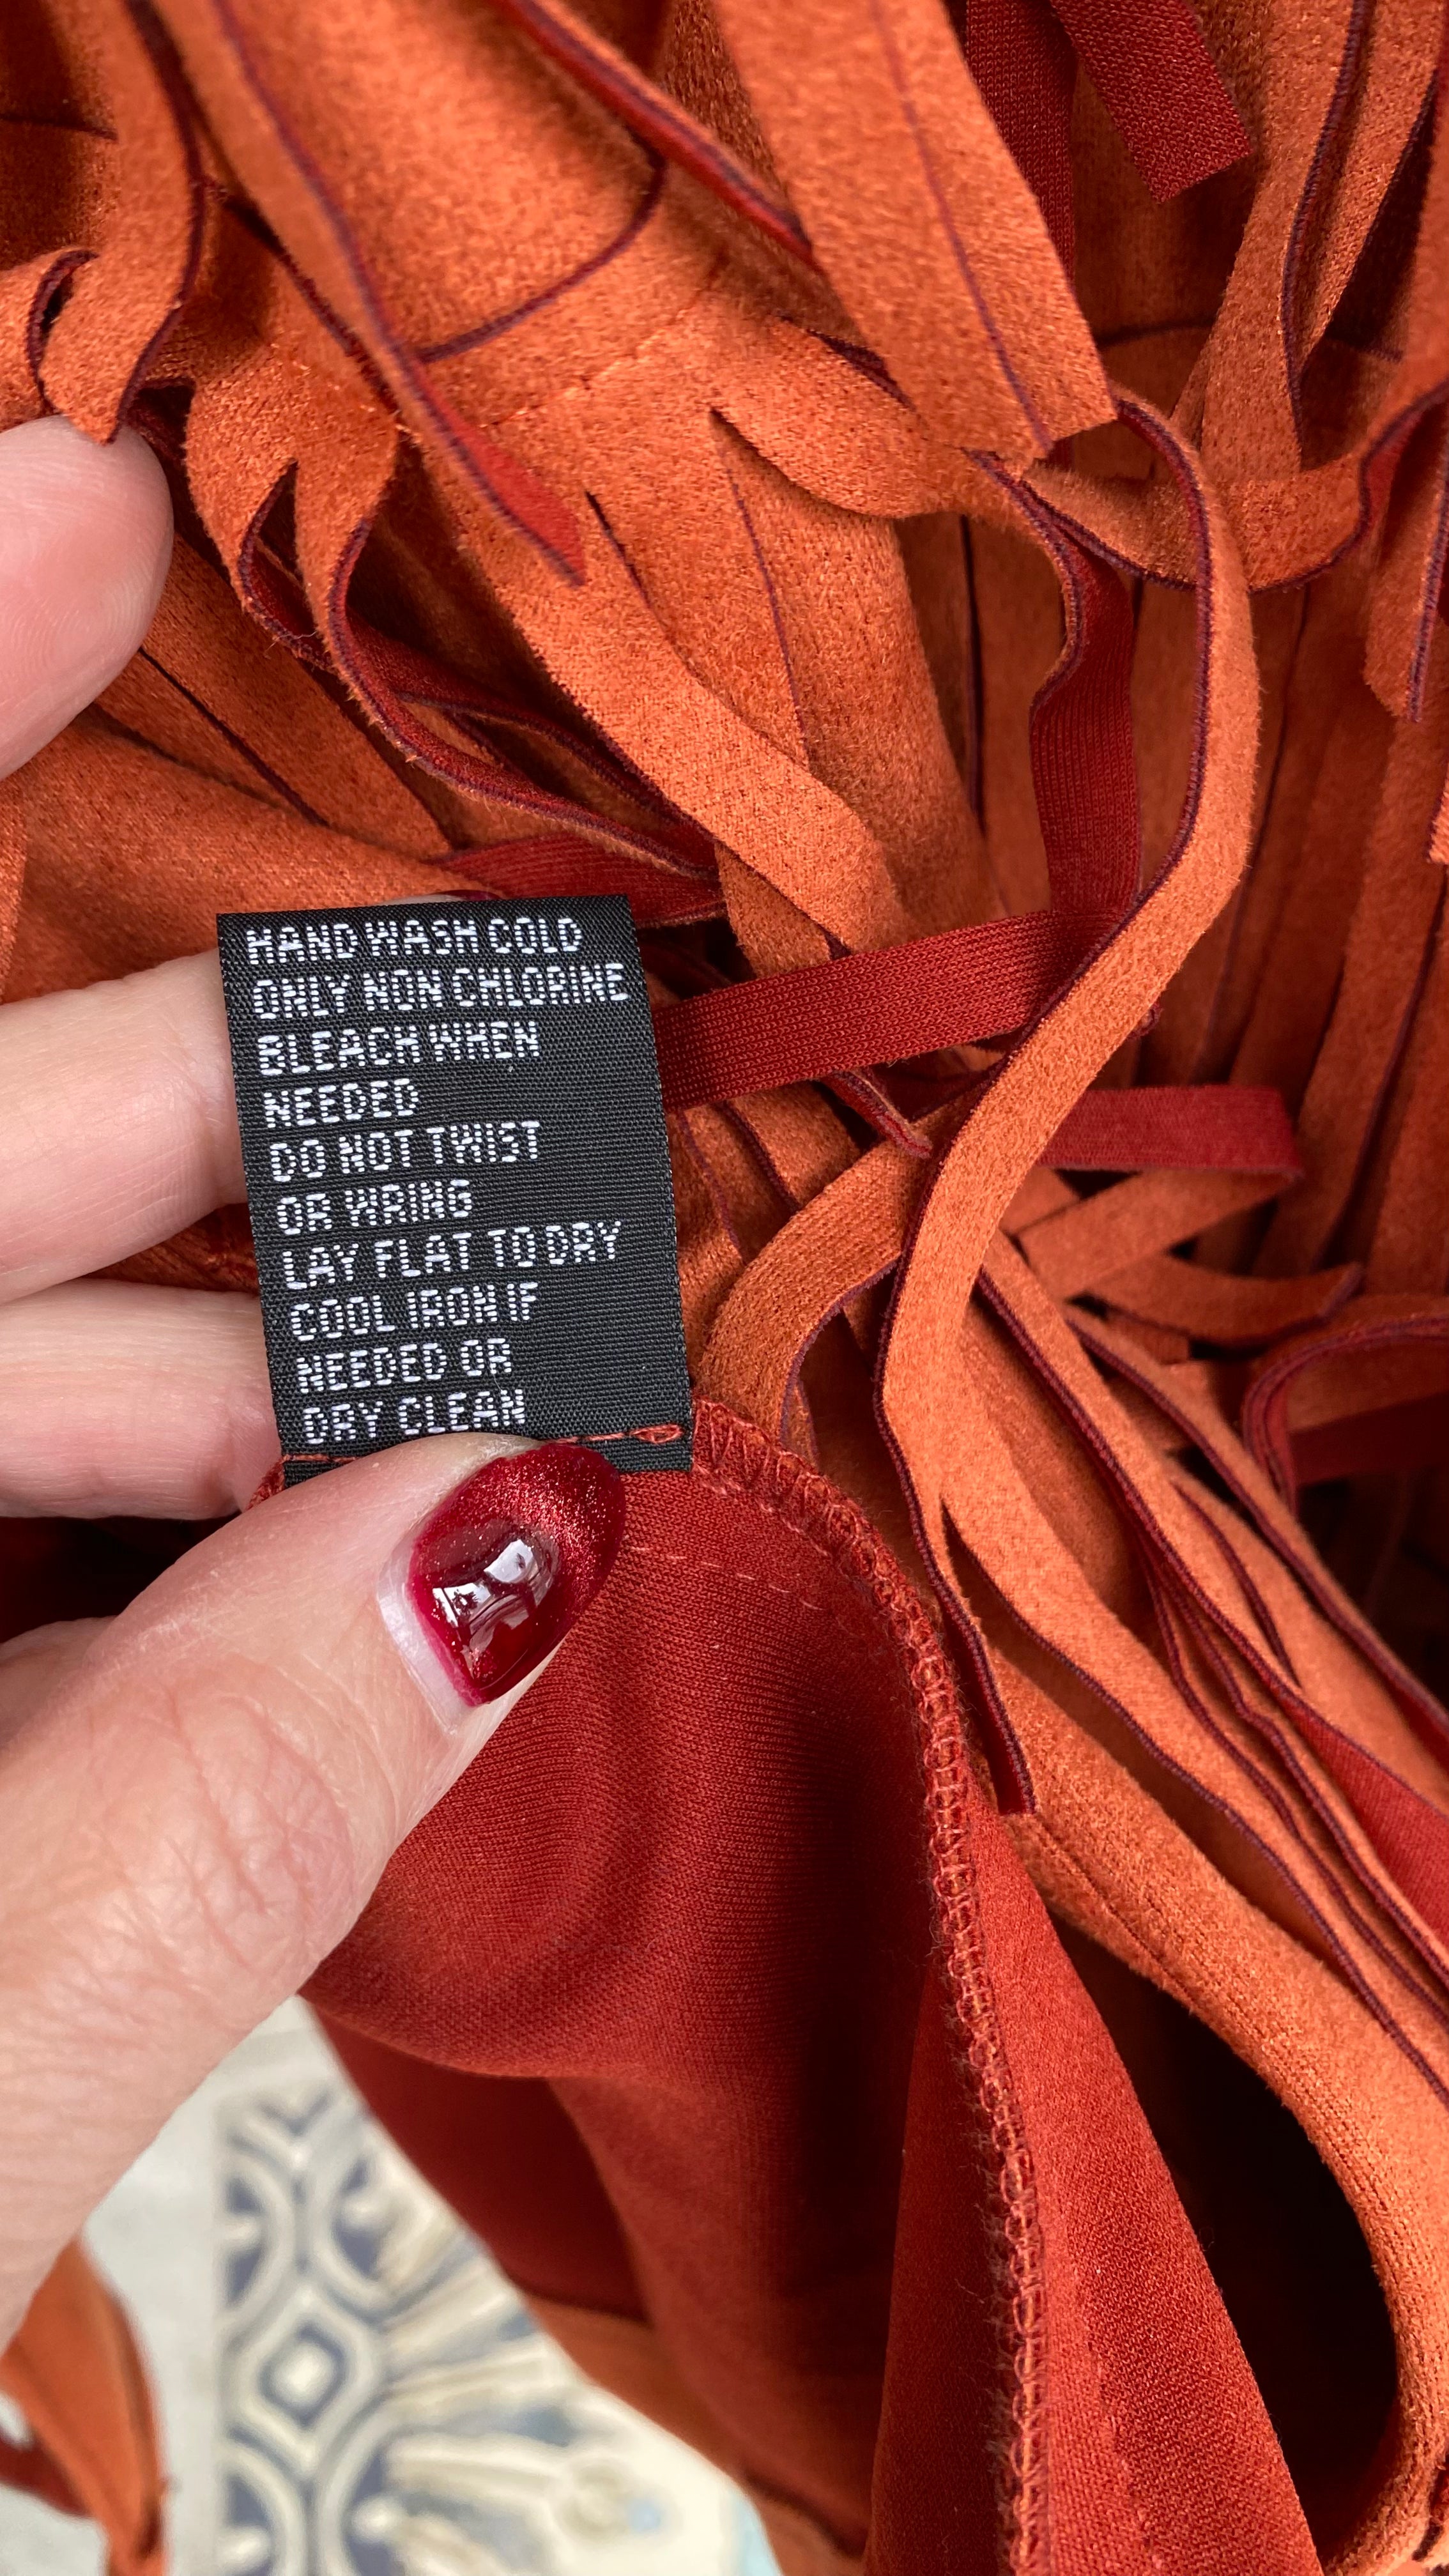 HAND WASH COLD
ONLY NON CHLORINE
BLEACH WHEN
NEEDED
DO NOT TWIST
OR WRING
LAY FLAT TO DRY
COOL IRON IF
NEEDED OR
DRY CLEAN